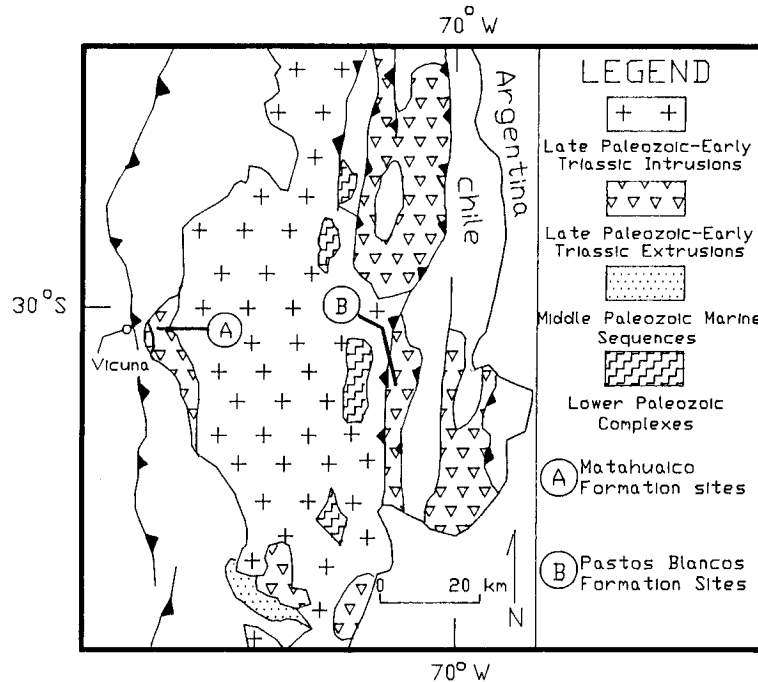 70° W
Argentina
Chile
30°S
A
B
Vicuna
0 20 km
N
70° W
LEGEND
Late Paleozoic-Early
Triassic Intrusions
Late Paleozoic-Early
Triassic Extrusions
Middle Paleozoic Marine
Sequences
Lower Paleozoic
Complexes
A Matahuaico
Formation sites
B Pastos Blancos
Formation Sites